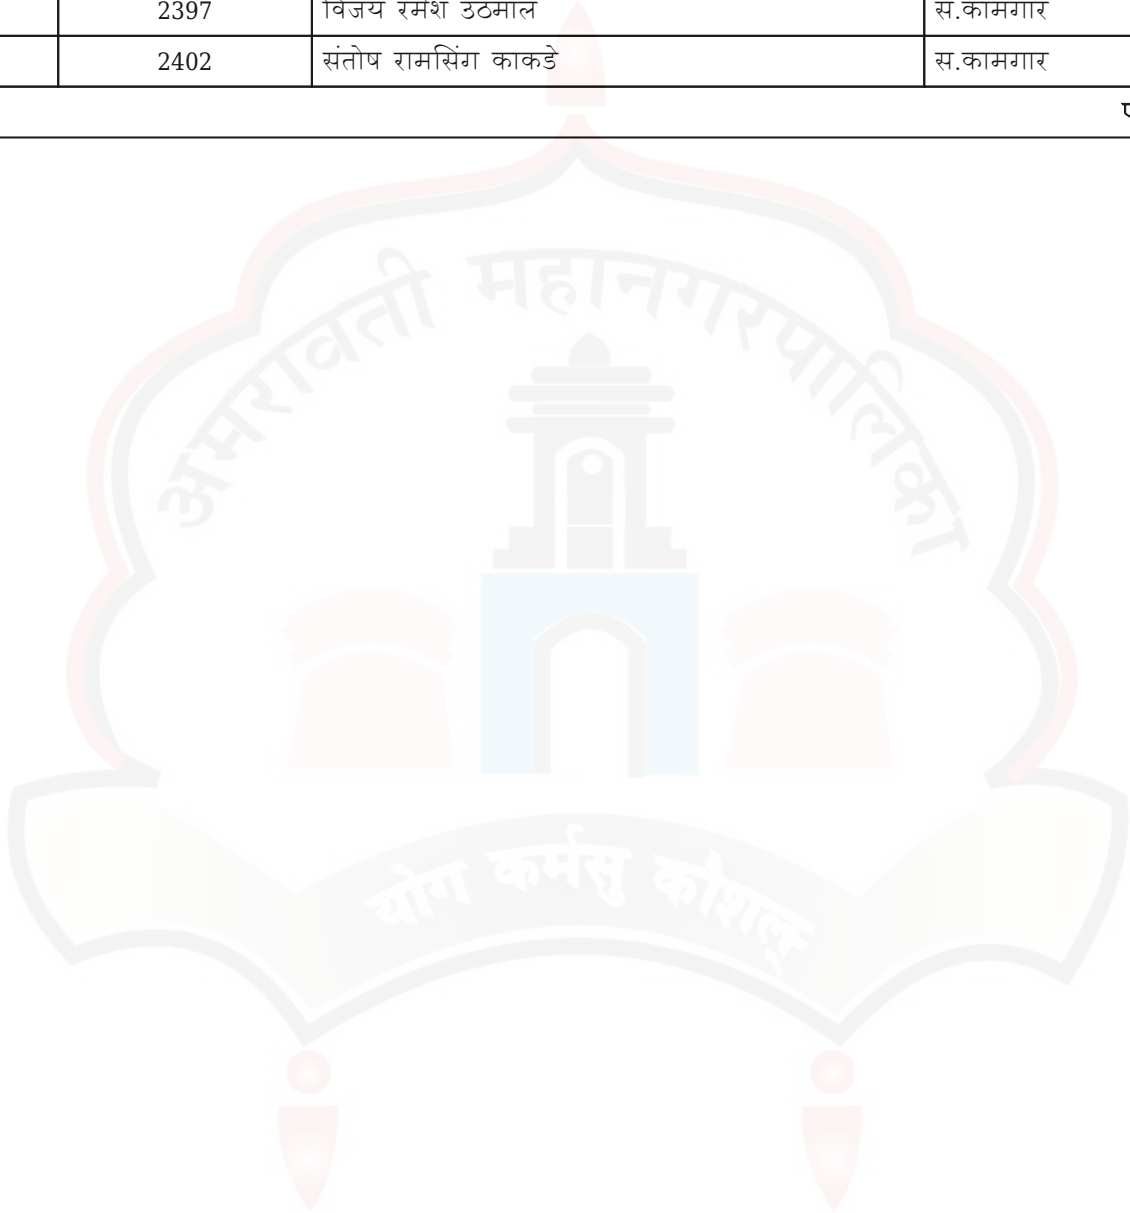 2397 विजय रमेश उठमाल स.कामगार
2402 संतोष रामसिंग काकडे स.कामगार
अमरावती महानगरपालिका
योग कर्मसु कौशलम्